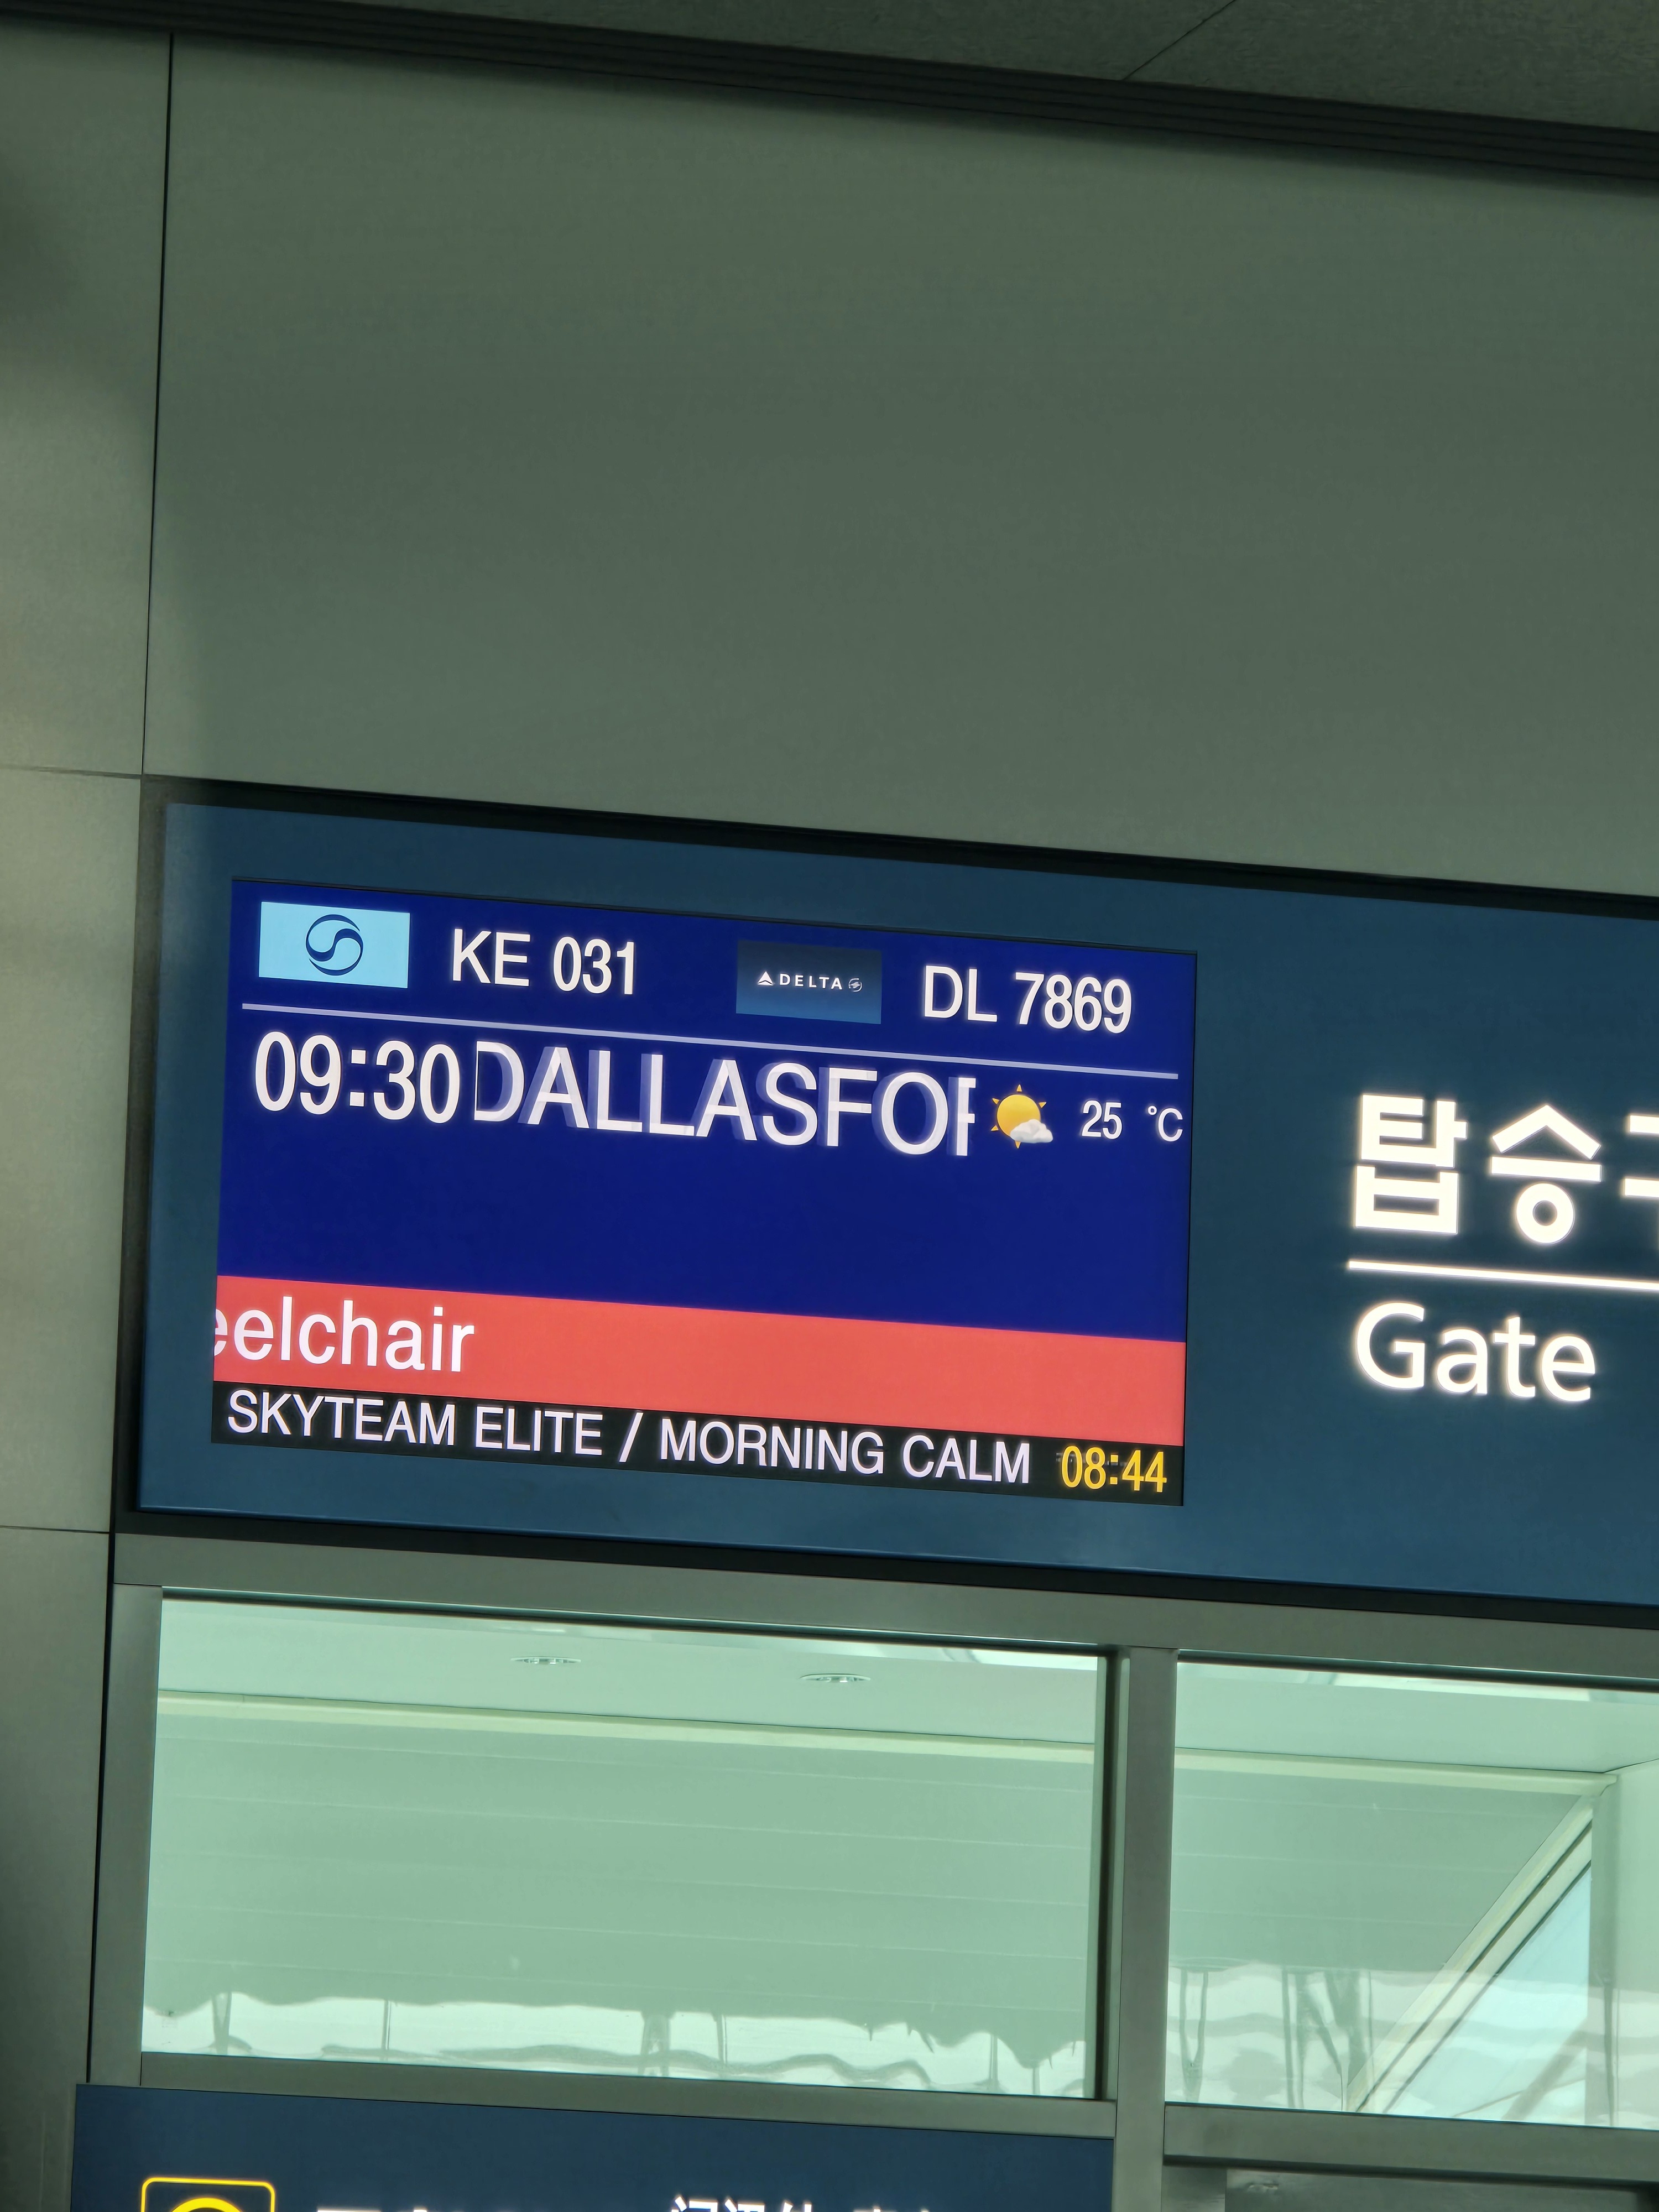 KE 031 DELTA DL 7869
09:30 DALLASFOR 25 °C
eelchair
SKYTEAM ELITE / MORNING CALM 08:44
탑승구
Gate